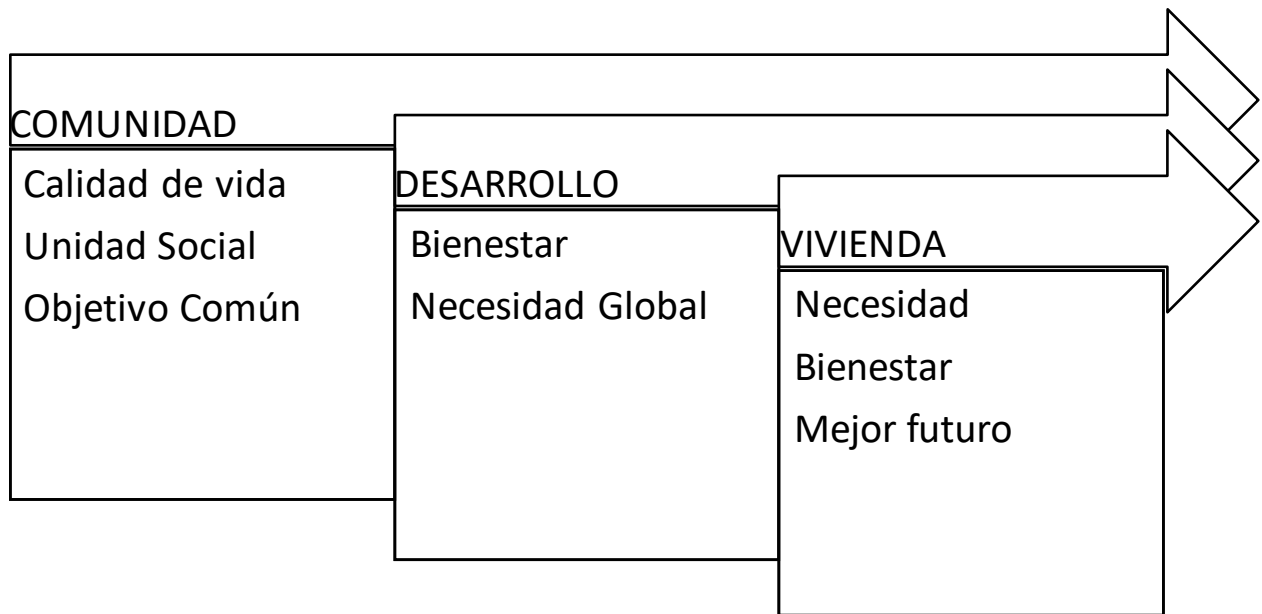 COMUNIDAD
Calidad de vida
Unidad Social
Objetivo Común
DESARROLLO
Bienestar
Necesidad Global
VIVIENDA
Necesidad
Bienestar
Mejor futuro